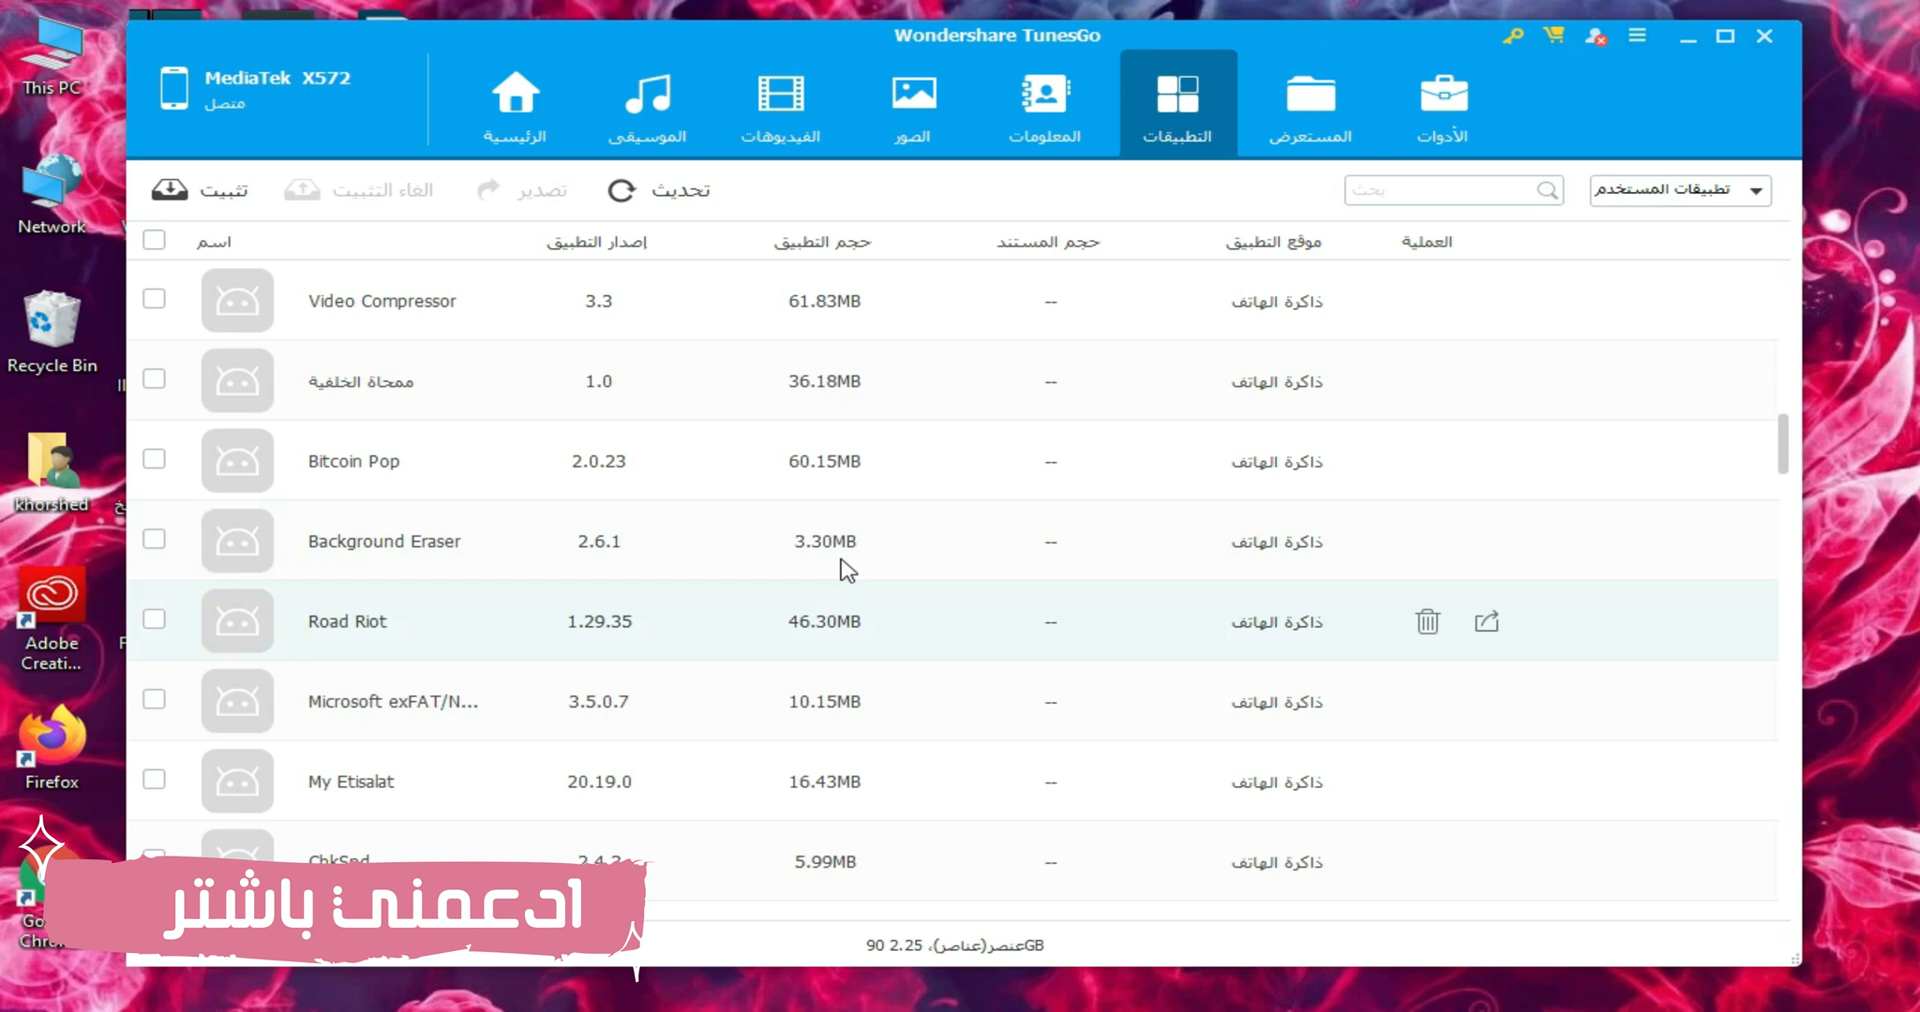 Wondershare TunesGo
MediaTek X572
متصل
الرئيسية
الموسيقى
الفيديوهات
الصور
المعلومات
التطبيقات
المستعرض
الأدوات
تثبيت
الغاء التثبيت
تصدير
تحديث
بحث
تطبيقات المستخدم
اسم
إصدار التطبيق
حجم التطبيق
حجم المستند
موقع التطبيق
العملية
Video Compressor 3.3 61.83MB -- ذاكرة الهاتف
ممحاة الخلفية 1.0 36.18MB -- ذاكرة الهاتف
Bitcoin Pop 2.0.23 60.15MB -- ذاكرة الهاتف
Background Eraser 2.6.1 3.30MB -- ذاكرة الهاتف
Road Riot 1.29.35 46.30MB -- ذاكرة الهاتف
Microsoft exFAT/N... 3.5.0.7 10.15MB -- ذاكرة الهاتف
My Etisalat 20.19.0 16.43MB -- ذاكرة الهاتف
5.99MB -- ذاكرة الهاتف
90 عنصر(عناصر)، 2.25GB
This PC
Network
Recycle Bin
khorshed
Adobe
Creati...
Firefox
ادعمني باشتر